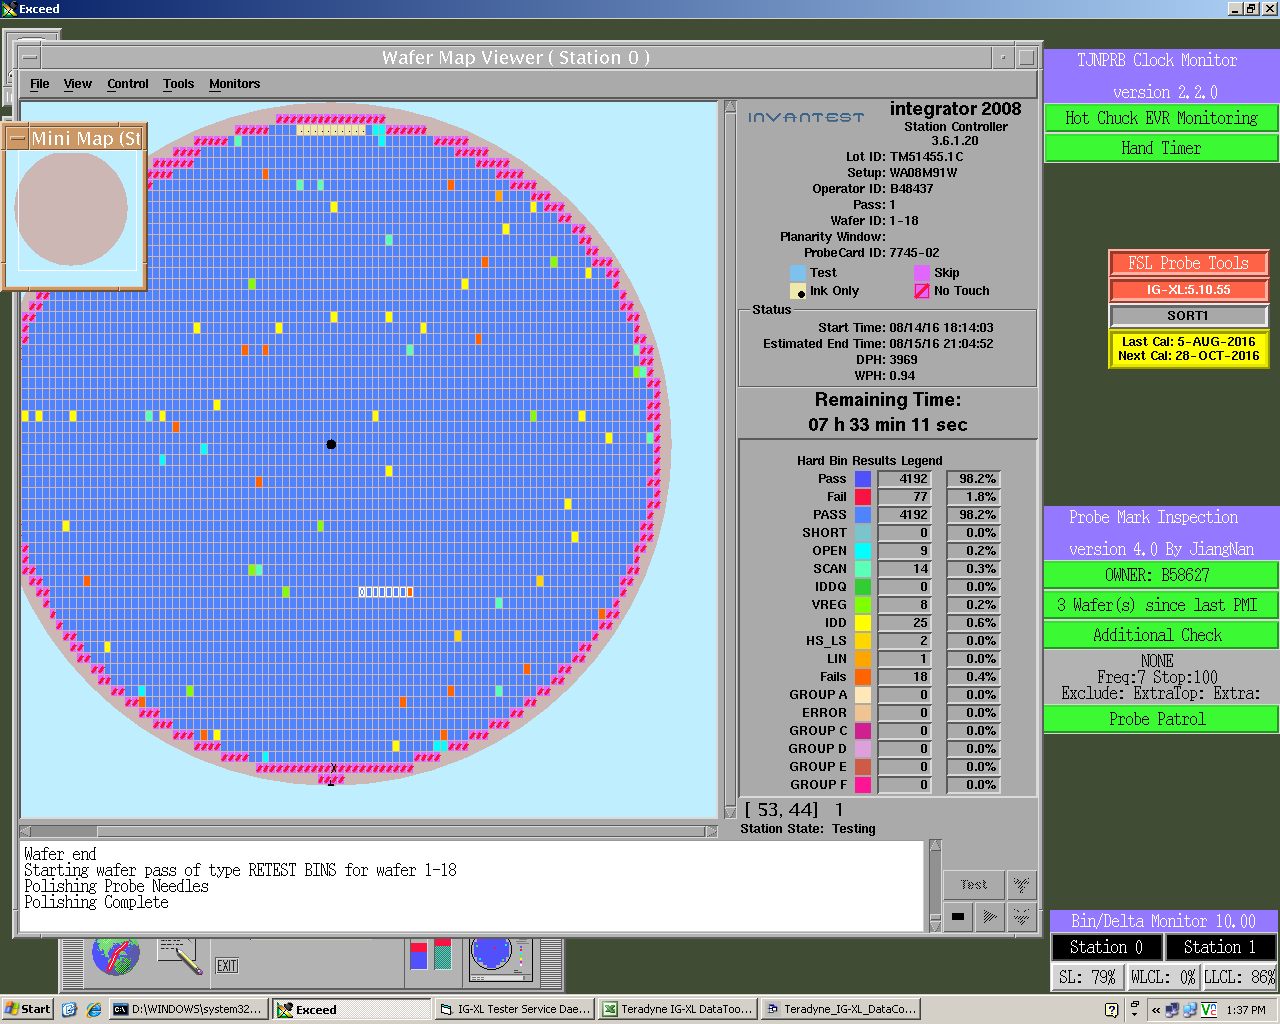 Exceed
Wafer Map Viewer ( Station 0 )
File View Control Tools Monitors
Mini Map (St
X
INVANTEST
integrator 2008
Station Controller
3.6.1.20
Lot ID: TM51455.1C
Setup: WA08M91W
Operator ID: B48437
Pass: 1
Wafer ID: 1-18
Planarity Window:
ProbeCard ID: 7745-02
Test Skip
Ink Only No Touch
Status
Start Time: 08/14/16 18:14:03
Estimated End Time: 08/15/16 21:04:52
DPH: 3969
WPH: 0.94
Remaining Time:
07 h 33 min 11 sec
Hard Bin Results Legend
Pass 4192 98.2%
Fail 77 1.8%
PASS 4192 98.2%
SHORT 0 0.0%
OPEN 9 0.2%
SCAN 14 0.3%
IDDQ 0 0.0%
VREG 8 0.2%
IDD 25 0.6%
HS_LS 2 0.0%
LIN 1 0.0%
Fails 18 0.4%
GROUP A 0 0.0%
ERROR 0 0.0%
GROUP C 0 0.0%
GROUP D 0 0.0%
GROUP E 0 0.0%
GROUP F 0 0.0%
[ 53, 44] 1
Station State: Testing
Test
Wafer end
Starting wafer pass of type RETEST BINS for wafer 1-18
Polishing Probe Needles
Polishing Complete
EXIT
TJNPRB Clock Monitor
version 2.2.0
Hot Chuck EVR Monitoring
Hand Timer
FSL Probe Tools
IG-XL:5.10.55
SORT1
Last Cal: 5-AUG-2016
Next Cal: 28-OCT-2016
Probe Mark Inspection
version 4.0 By JiangNan
OWNER: B58627
3 Wafer(s) since last PMI
Additional Check
NONE
Freq:7 Stop:100
Exclude: ExtraTop: Extra:
Probe Patrol
Bin/Delta Monitor 10.00
Station 0 Station 1
SL: 79% WLCL: 0% LLCL: 86%
Start
D:\WINDOWS\system32...
Exceed
IG-XL Tester Service Dae...
Teradyne IG-XL DataToo...
Teradyne_IG-XL_DataCo...
1:37 PM